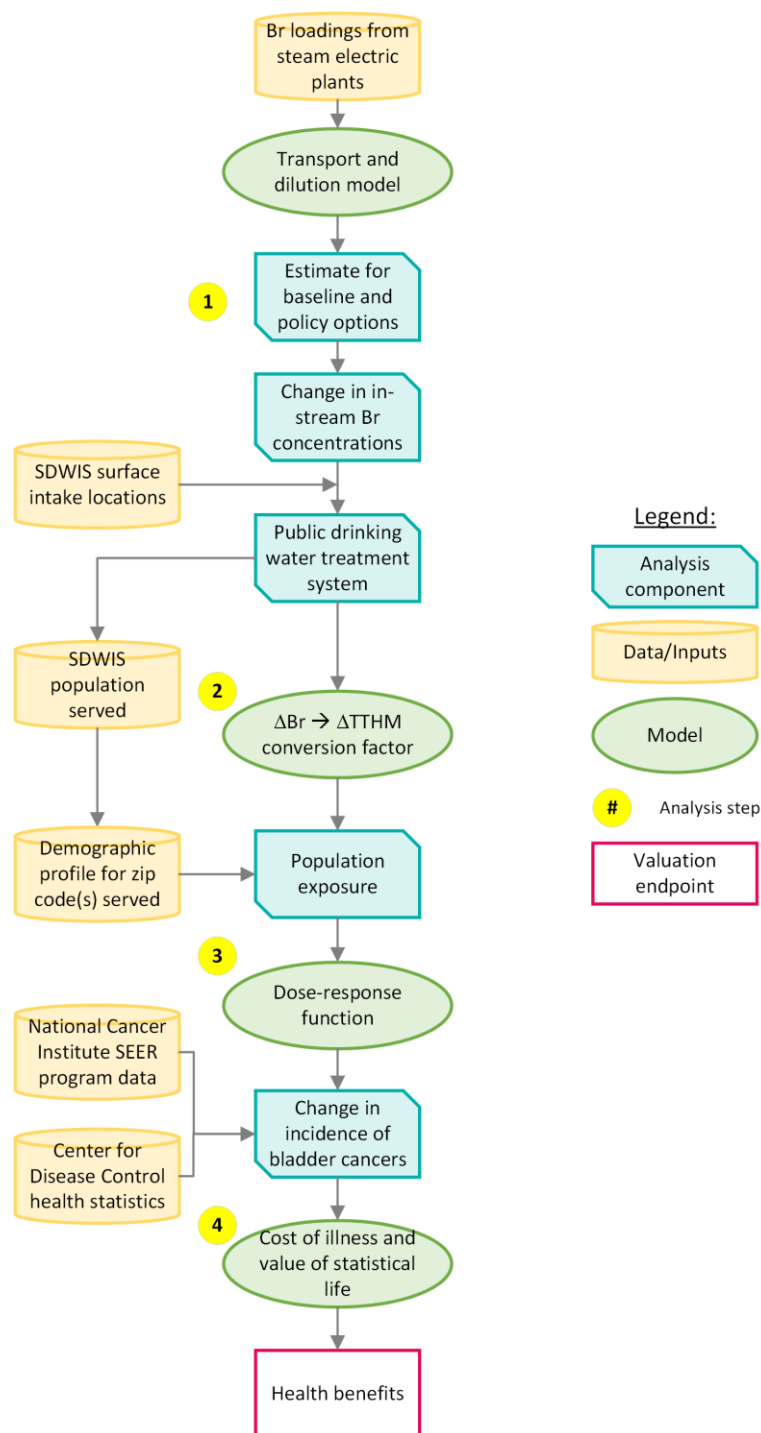 Br loadings from
steam electric
plants
Transport and
dilution model
1
Estimate for
baseline and
policy options
Change in in-
stream Br
concentrations
SDWIS surface
intake locations
Public drinking
water treatment
system
SDWIS
population
served
2
ΔBr → ΔTTHM
conversion factor
Demographic
profile for zip
code(s) served
Population
exposure
3
Dose-response
function
National Cancer
Institute SEER
program data
Center for
Disease Control
health statistics
Change in
incidence of
bladder cancers
4
Cost of illness and
value of statistical
life
Health benefits
Legend:
Analysis
component
Data/Inputs
Model
# Analysis step
Valuation
endpoint